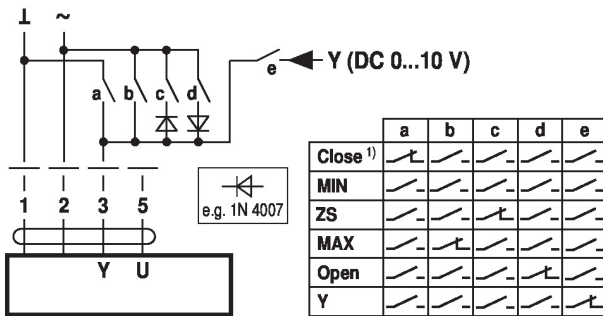 ⊥ ~
a b c d e Y (DC 0...10 V)
1 2 3 5
Y U
e.g. 1N 4007
a b c d e
Close 1)
MIN
ZS
MAX
Open
Y